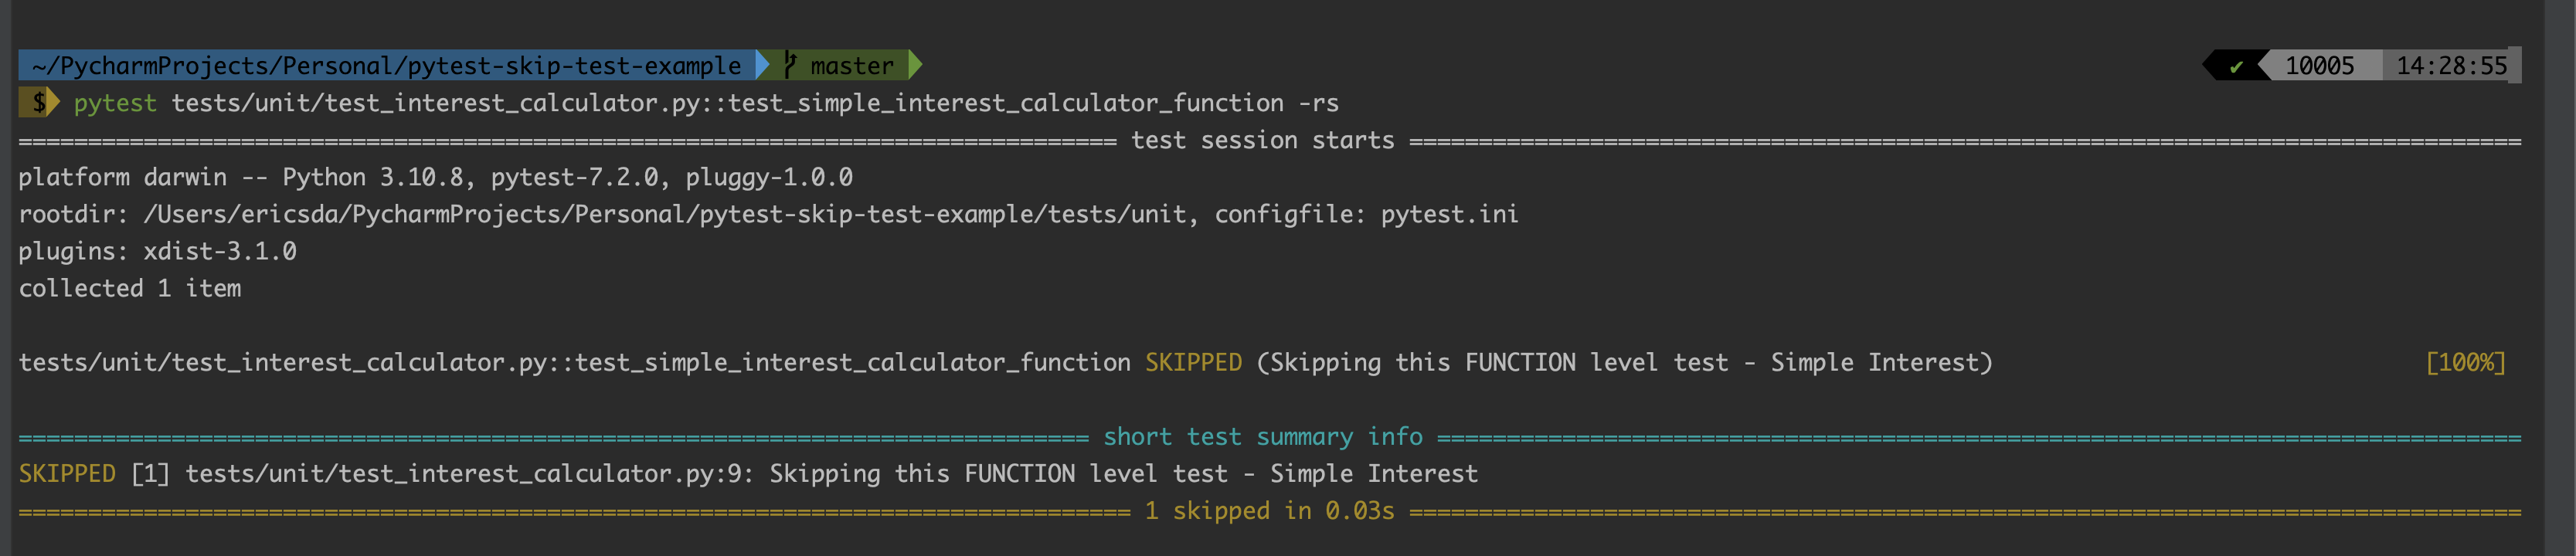 ~/PycharmProjects/Personal/pytest-skip-test-example master ✔ 10005 14:28:55
$ pytest tests/unit/test_interest_calculator.py::test_simple_interest_calculator_function -rs
=============================================================================== test session starts ================================================================================
platform darwin -- Python 3.10.8, pytest-7.2.0, pluggy-1.0.0
rootdir: /Users/ericsda/PycharmProjects/Personal/pytest-skip-test-example/tests/unit, configfile: pytest.ini
plugins: xdist-3.1.0
collected 1 item
tests/unit/test_interest_calculator.py::test_simple_interest_calculator_function SKIPPED (Skipping this FUNCTION level test - Simple Interest) [100%]
============================================================================= short test summary info ==============================================================================
SKIPPED [1] tests/unit/test_interest_calculator.py:9: Skipping this FUNCTION level test - Simple Interest
================================================================================ 1 skipped in 0.03s ================================================================================